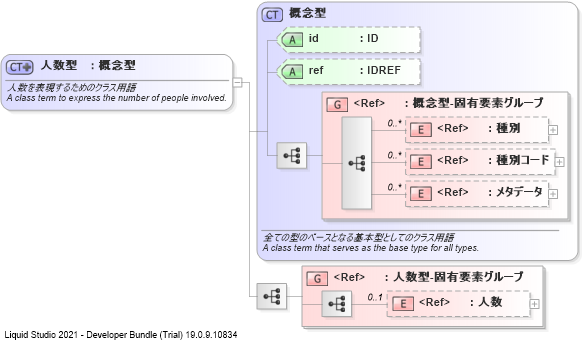 CT 概念型
A id : ID
A ref : IDREF
CT 人数型 : 概念型
人数を表現するためのクラス用語
A class term to express the number of people involved.
G <Ref> : 概念型-固有要素グループ
0..*
E <Ref> : 種別
0..*
E <Ref> : 種別コード
0..*
E <Ref> : メタデータ
全ての型のベースとなる基本型としてのクラス用語
A class term that serves as the base type for all types.
G <Ref> : 人数型-固有要素グループ
0..1
E <Ref> : 人数
Liquid Studio 2021 - Developer Bundle (Trial) 19.0.9.10834